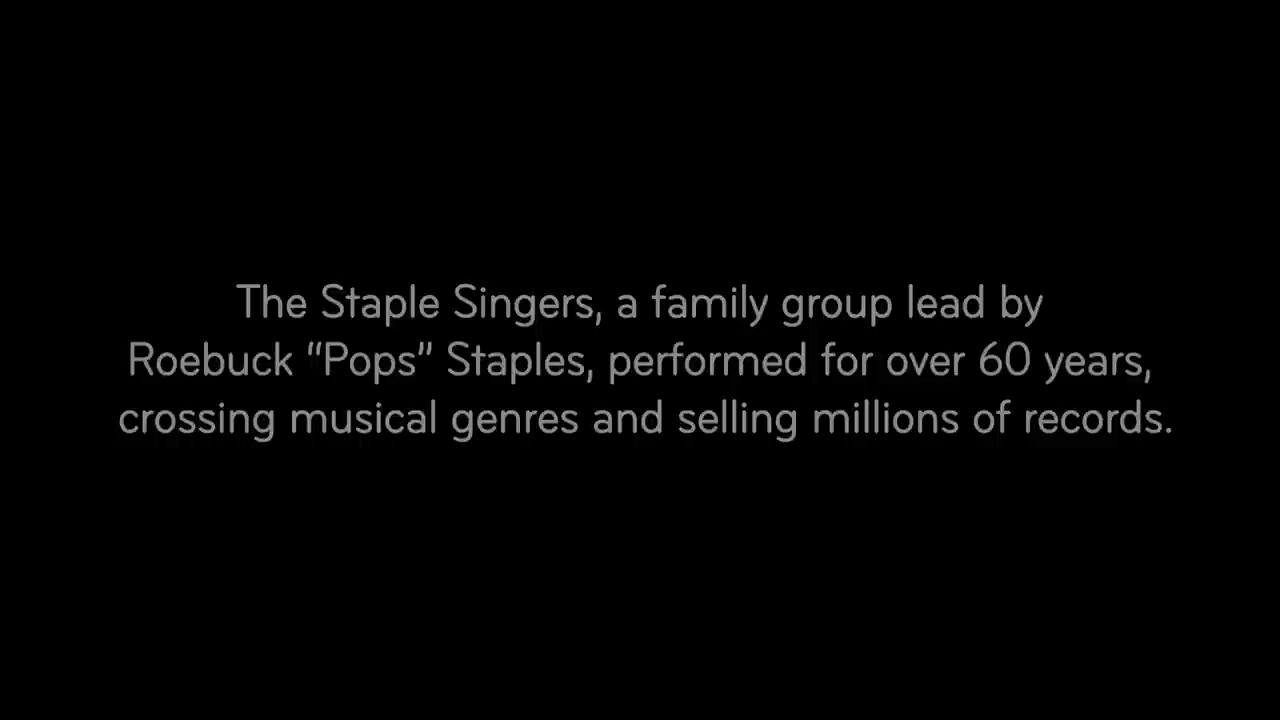 The Staple Singers, a family group lead by
Roebuck “Pops” Staples, performed for over 60 years,
crossing musical genres and selling millions of records.